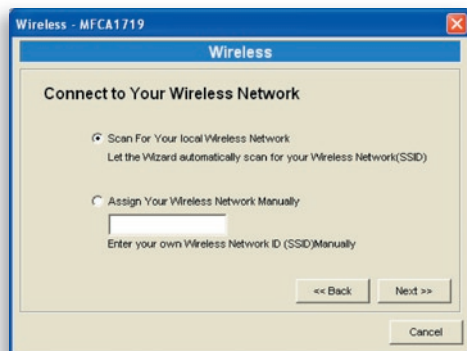 Wireless - MFCA1719
Wireless
Connect to Your Wireless Network
Scan For Your local Wireless Network
Let the Wizard automatically scan for your Wireless Network(SSID)
Assign Your Wireless Network Manually
Enter your own Wireless Network ID (SSID)Manually
<< Back
Next >>
Cancel